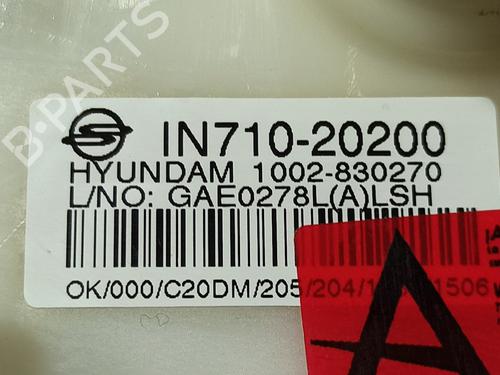 B-PARTS
IN710-20200
HYUNDAM 1002-830270
L/NO: GAE0278L(A)LSH
OK/000/C20DM/205/204/1 1506
A